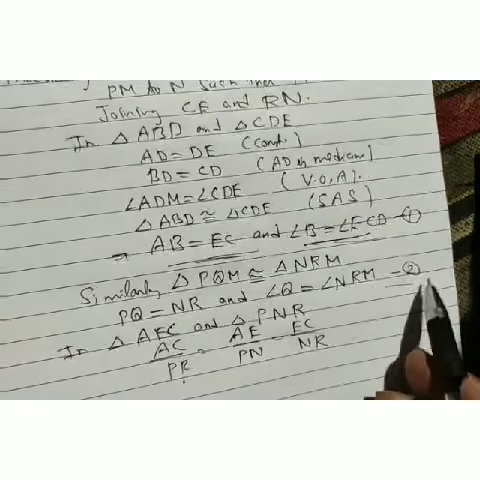 PM to N such that
Joining CE and RN.
In △ABD and △CDE
AD = DE (Const.)
BD = CD (AD is median)
∠ADM = ∠CDE (V.O.A).
△ABD ≅ △CDE (SAS)
→ AB = EC and ∠B = ∠ECD —①
Similarly, △PQM ≅ △NRM
PQ = NR and ∠Q = ∠NRM —②
In △AEC and △PNR
AC/PR = AE/PN = EC/NR